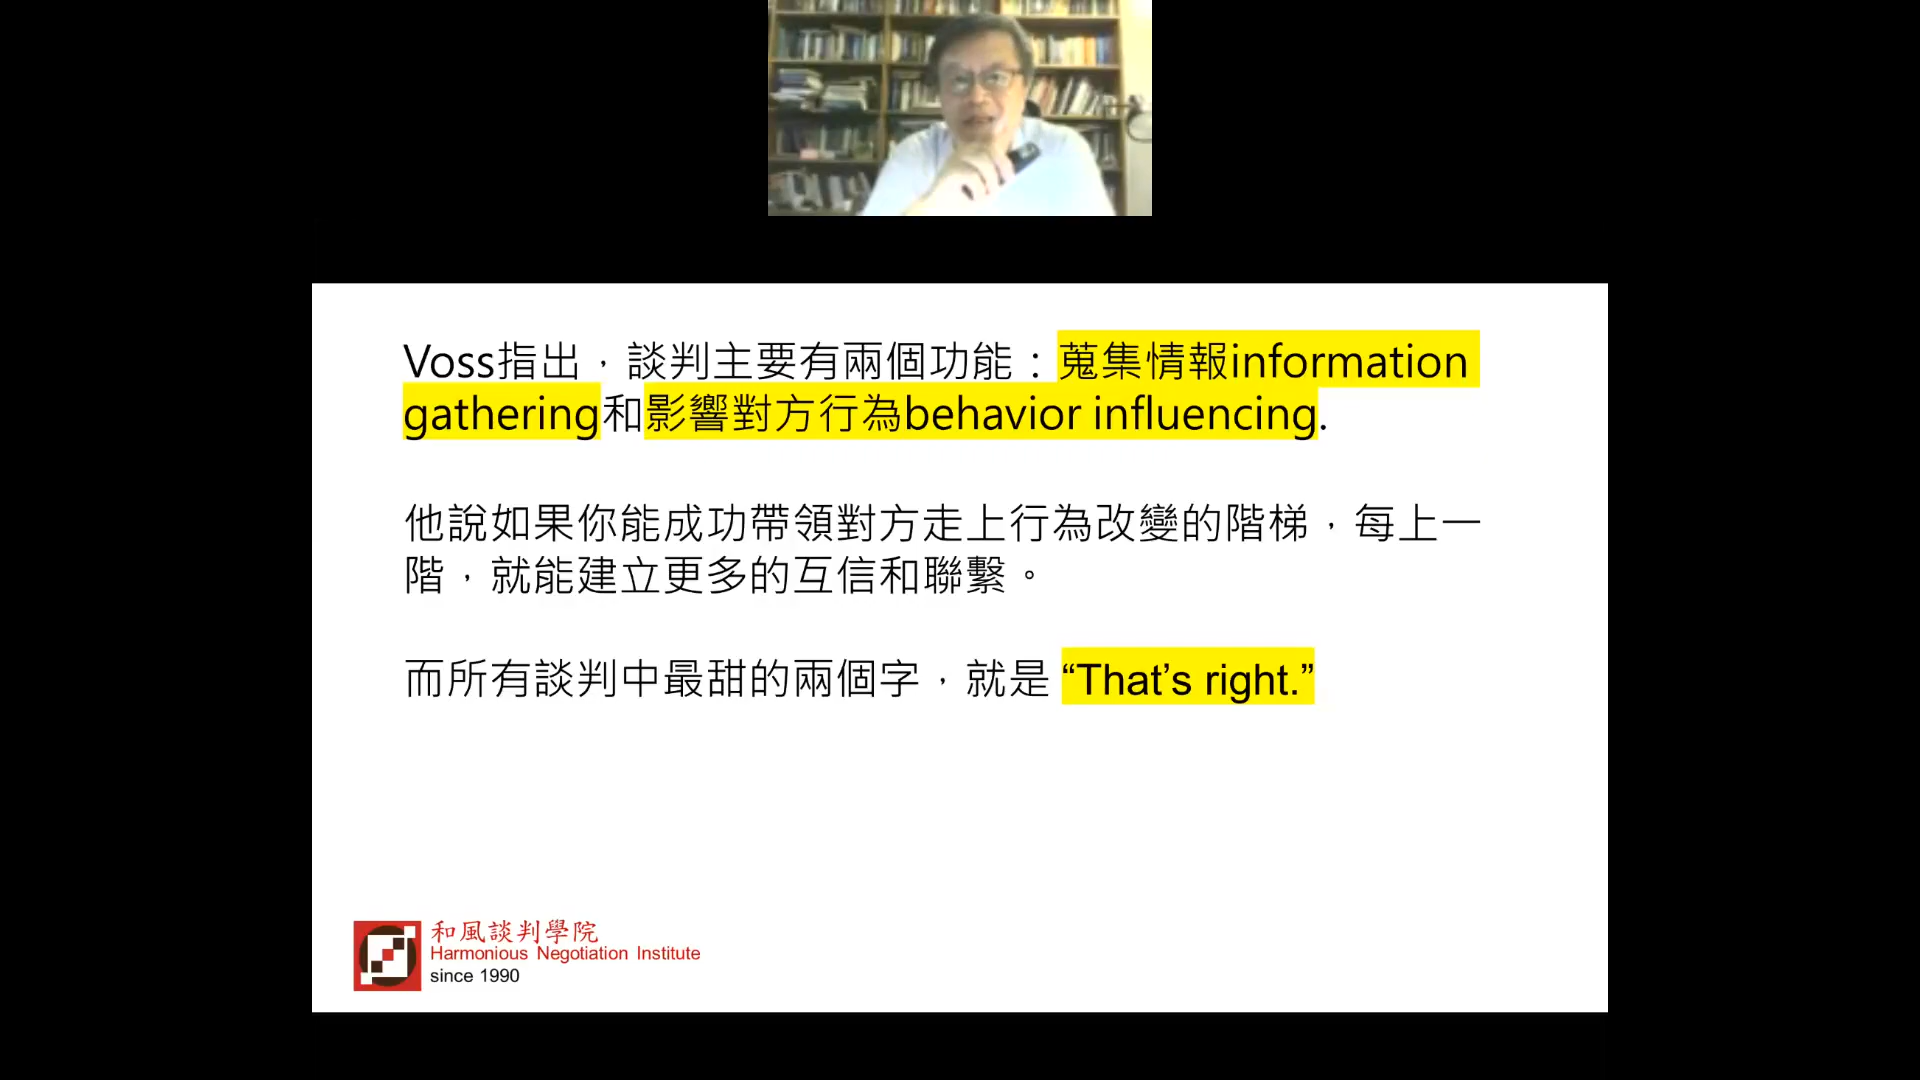 Voss指出，談判主要有兩個功能：蒐集情報information
gathering和影響對方行為behavior influencing.
他說如果你能成功帶領對方走上行為改變的階梯，每上一
階，就能建立更多的互信和聯繫。
而所有談判中最甜的兩個字，就是 “That’s right.”
和風談判學院
Harmonious Negotiation Institute
since 1990